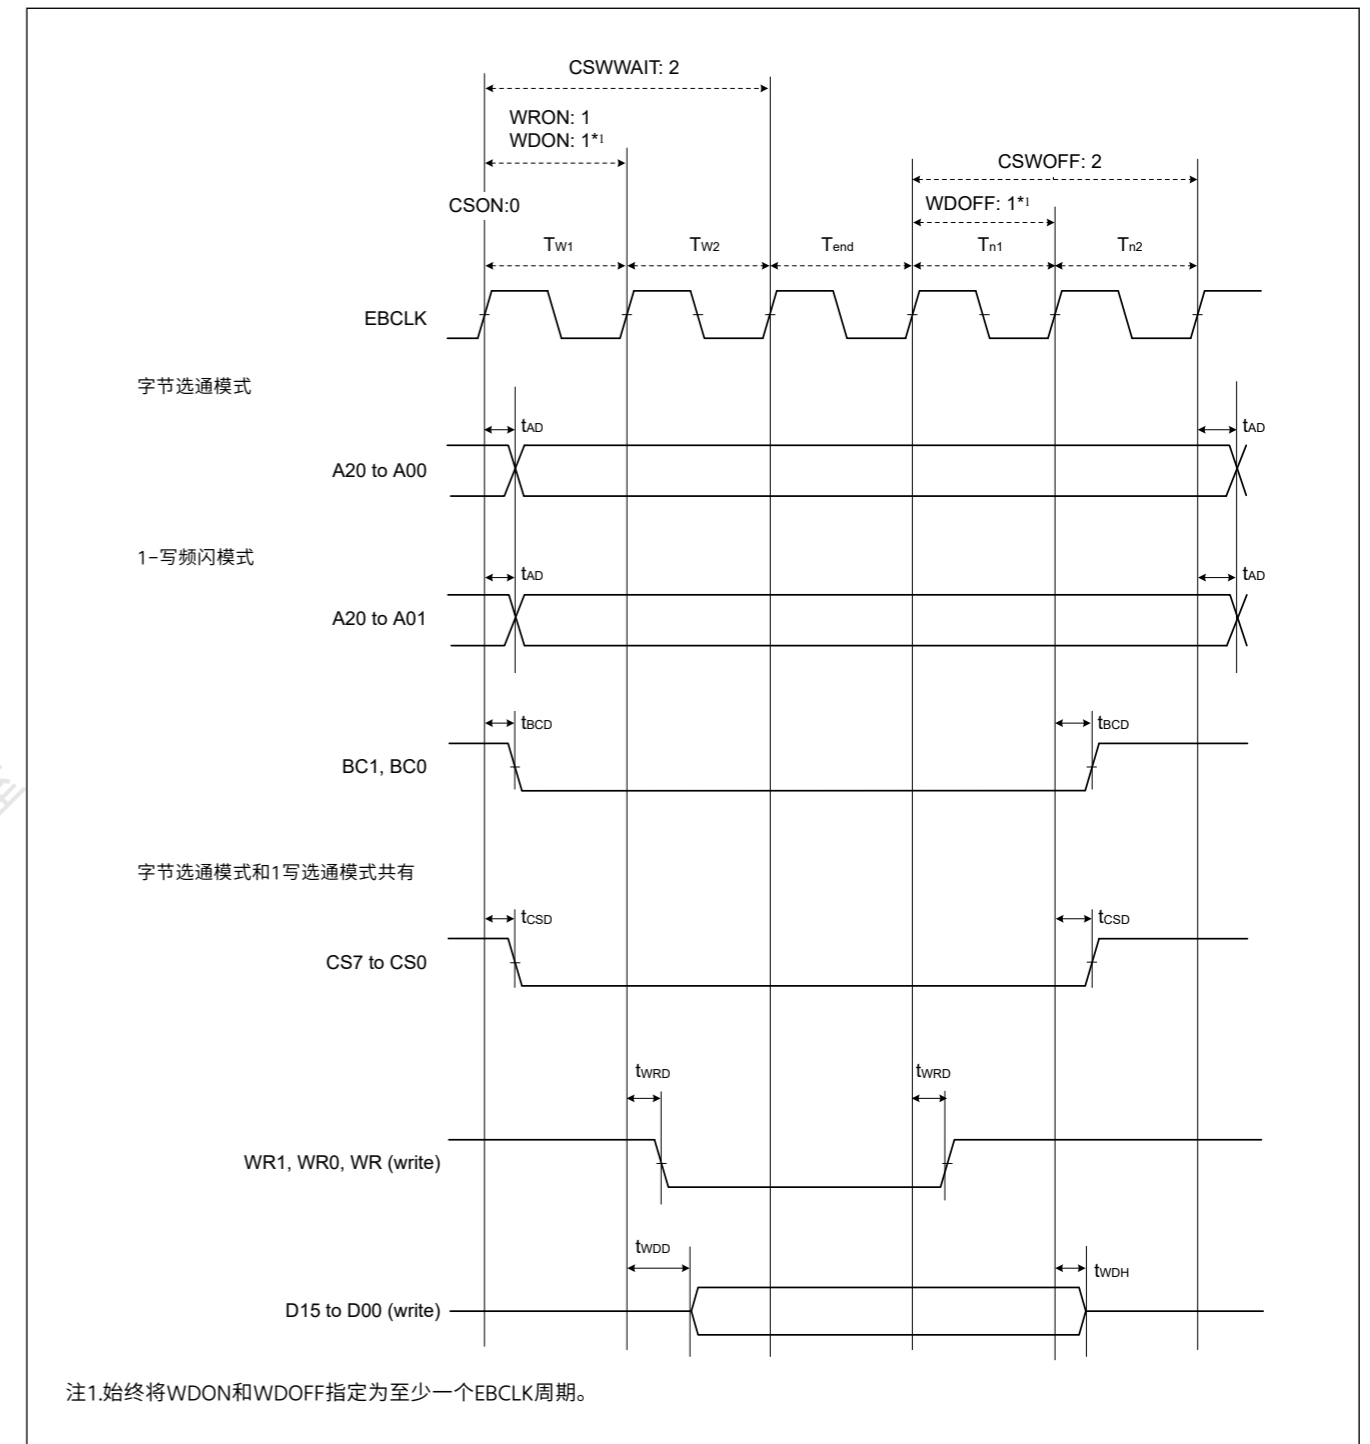 CSWWAIT: 2
WRON: 1
WDON: 1*1
CSWOFF: 2
WDOFF: 1*1
CSON:0
TW1 TW2 Tend Tn1 Tn2
EBCLK
字节选通模式
tAD tAD
A20 to A00
1-写频闪模式
tAD tAD
A20 to A01
tBCD tBCD
BC1, BC0
字节选通模式和1写选通模式共有
tCSD tCSD
CS7 to CS0
tWRD tWRD
WR1, WR0, WR (write)
tWDD
tWDH
D15 to D00 (write)
注1.始终将WDON和WDOFF指定为至少一个EBCLK周期。